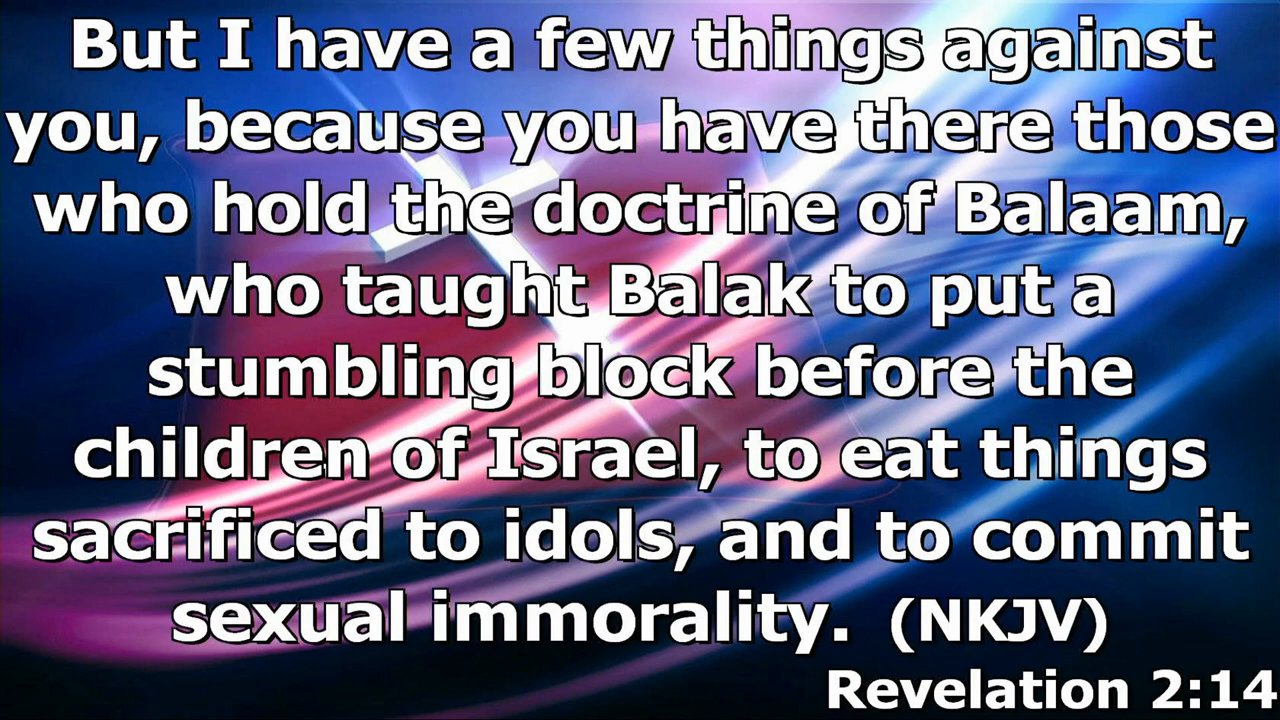 But I have a few things against
you, because you have there those
who hold the doctrine of Balaam,
who taught Balak to put a
stumbling block before the
children of Israel, to eat things
sacrificed to idols, and to commit
sexual immorality.  (NKJV)
Revelation 2:14